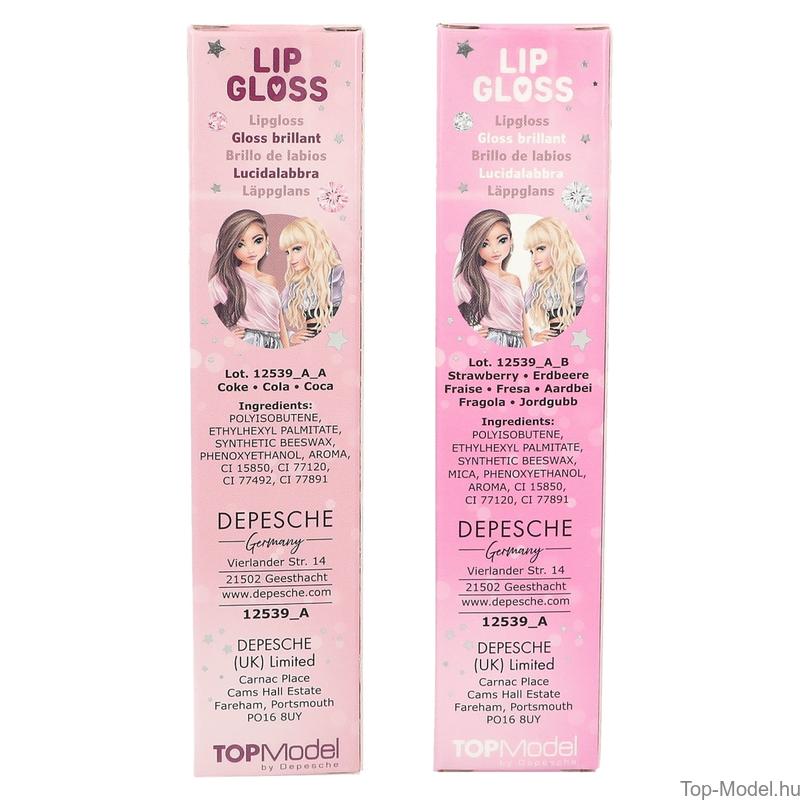 LIP
GLOSS
Lipgloss
Gloss brillant
Brillo de labios
Lucidalabbra
Läppglans
Lot. 12539_A_A
Coke • Cola • Coca
Ingredients:
POLYISOBUTENE,
ETHYLHEXYL PALMITATE,
SYNTHETIC BEESWAX,
PHENOXYETHANOL, AROMA,
CI 15850, CI 77120,
CI 77492, CI 77891
DEPESCHE
Germany
Vierlander Str. 14
21502 Geesthacht
www.depesche.com
12539_A
DEPESCHE
(UK) Limited
Carnac Place
Cams Hall Estate
Fareham, Portsmouth
PO16 8UY
TOPModel
by Depesche
LIP
GLOSS
Lipgloss
Gloss brillant
Brillo de labios
Lucidalabbra
Läppglans
Lot. 12539_A_B
Strawberry • Erdbeere
Fraise • Fresa • Aardbei
Fragola • Jordgubb
Ingredients:
POLYISOBUTENE,
ETHYLHEXYL PALMITATE,
SYNTHETIC BEESWAX,
MICA, PHENOXYETHANOL,
AROMA, CI 15850,
CI 77120, CI 77891
DEPESCHE
Germany
Vierlander Str. 14
21502 Geesthacht
www.depesche.com
12539_A
DEPESCHE
(UK) Limited
Carnac Place
Cams Hall Estate
Fareham, Portsmouth
PO16 8UY
TOPModel
by Depesche
Top-Model.hu